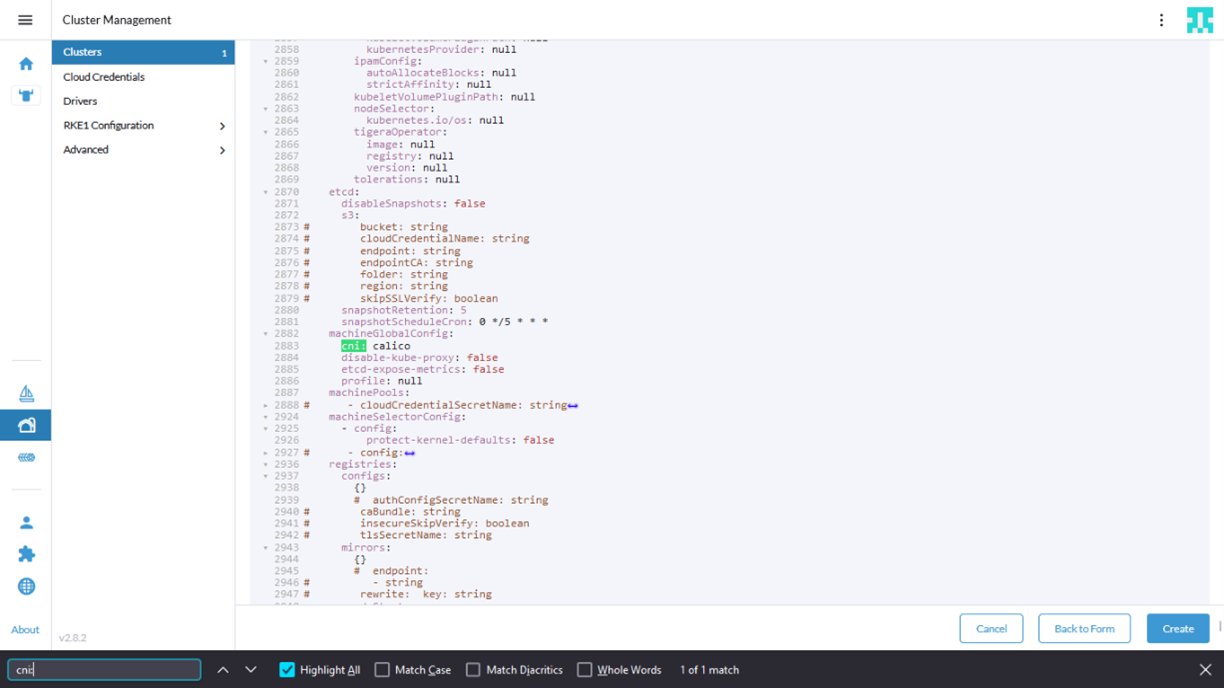 Cluster Management
Clusters 1
Cloud Credentials
Drivers
RKE1 Configuration
Advanced
About
v2.8.2
2858 kubernetesProvider: null
2859 ipamConfig:
2860 autoAllocateBlocks: null
2861 strictAffinity: null
2862 kubeletVolumePluginPath: null
2863 nodeSelector:
2864 kubernetes.io/os: null
2865 tigeraOperator:
2866 image: null
2867 registry: null
2868 version: null
2869 tolerations: null
2870 etcd:
2871 disableSnapshots: false
2872 s3:
2873 # bucket: string
2874 # cloudCredentialName: string
2875 # endpoint: string
2876 # endpointCA: string
2877 # folder: string
2878 # region: string
2879 # skipSSLVerify: boolean
2880 snapshotRetention: 5
2881 snapshotScheduleCron: 0 */5 * * *
2882 machineGlobalConfig:
2883 cni: calico
2884 disable-kube-proxy: false
2885 etcd-expose-metrics: false
2886 profile: null
2887 machinePools:
2888 # - cloudCredentialSecretName: string
2924 machineSelectorConfig:
2925 - config:
2926 protect-kernel-defaults: false
2927 # - config:
2936 registries:
2937 configs:
2938 {}
2939 # authConfigSecretName: string
2940 # caBundle: string
2941 # insecureSkipVerify: boolean
2942 # tlsSecretName: string
2943 mirrors:
2944 {}
2945 # endpoint:
2946 # - string
2947 # rewrite: key: string
Cancel Back to Form Create
cni: Highlight All Match Case Match Diacritics Whole Words 1 of 1 match